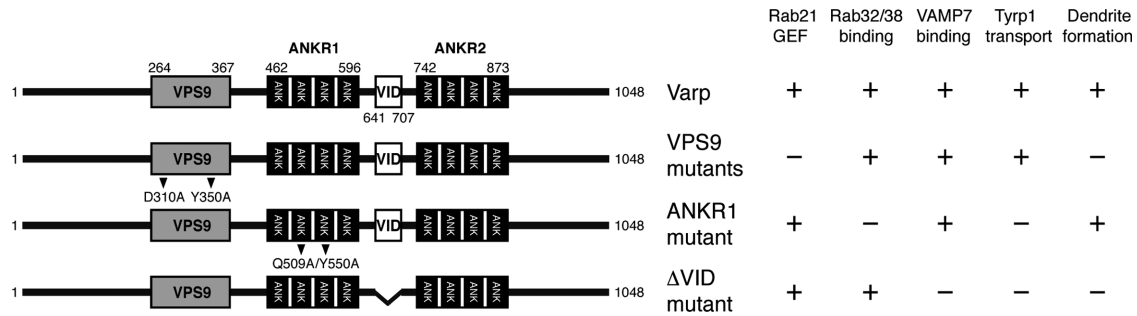 Rab21 GEF
Rab32/38 binding
VAMP7 binding
Tyrp1 transport
Dendrite formation
ANKR1 ANKR2
264 367 462 596 742 873
1 VPS9 ANK ANK ANK ANK VID ANK ANK ANK ANK 1048 Varp + + + + +
641 707
1 VPS9 ANK ANK ANK ANK VID ANK ANK ANK ANK 1048 VPS9 mutants − + + + −
D310A Y350A
1 VPS9 ANK ANK ANK ANK VID ANK ANK ANK ANK 1048 ANKR1 mutant + − + − +
Q509A/Y550A
1 VPS9 ANK ANK ANK ANK ANK ANK ANK ANK 1048 ΔVID mutant + + − − −